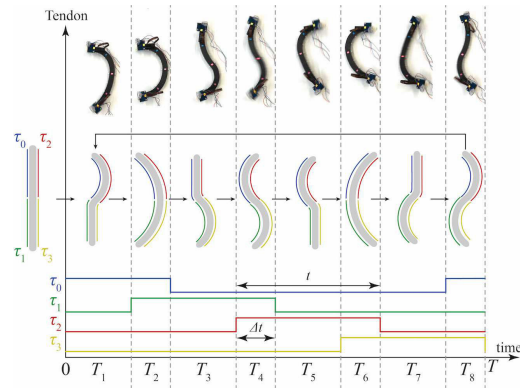 Tendon
τ₀ τ₂
τ₁ τ₃
τ₀
t
τ₁
τ₂
Δt
τ₃
time
0 T₁ T₂ T₃ T₄ T₅ T₆ T₇ T₈ T